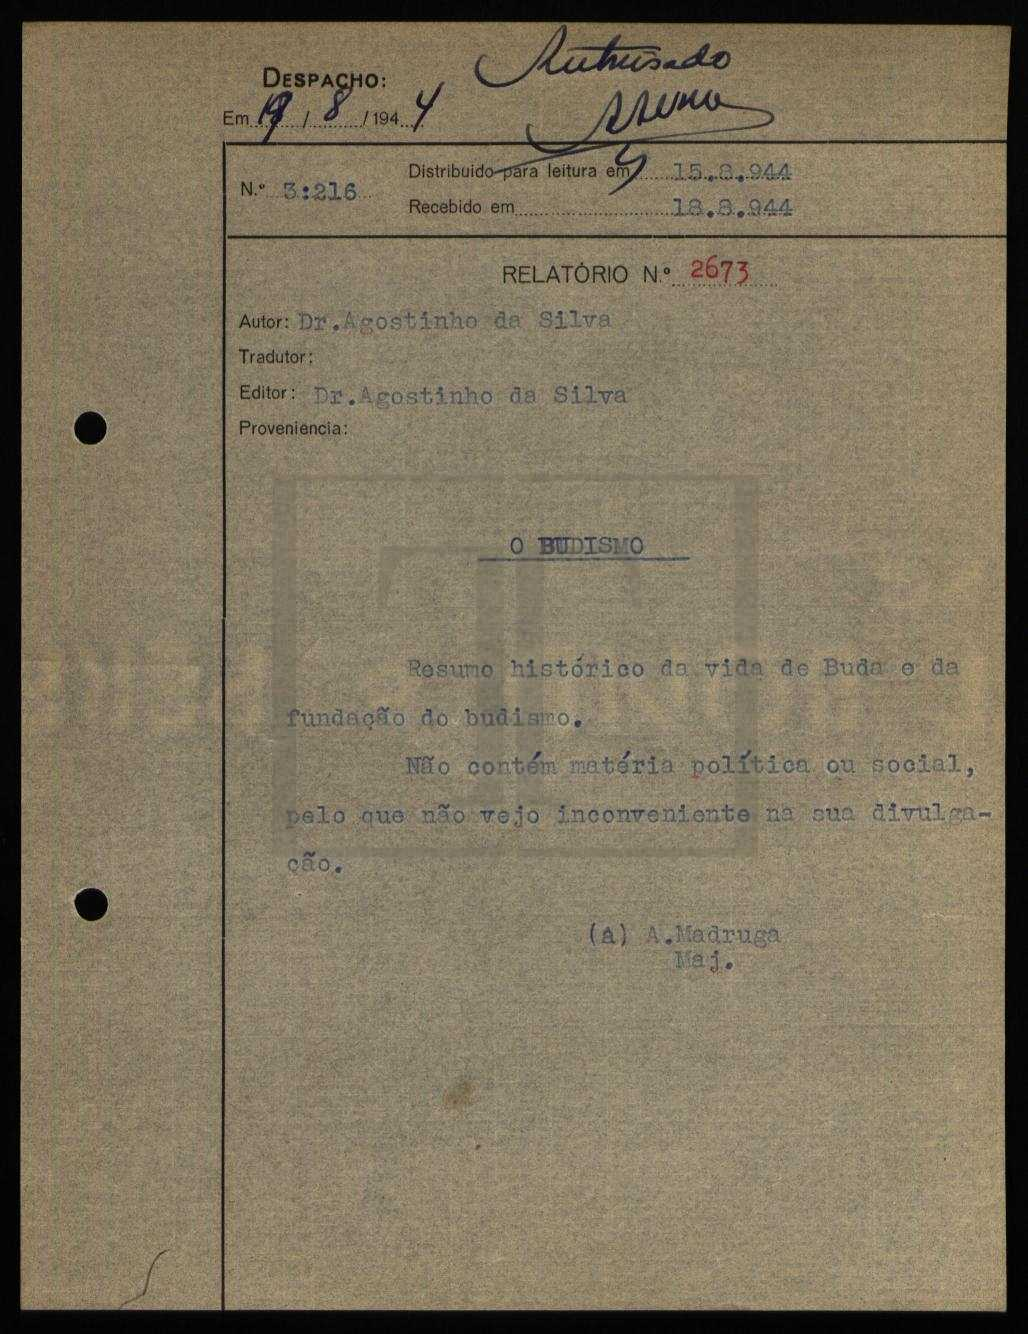 Autorisado
DESPACHO:
Em 19 / 8 / 1944
Distribuido para leitura em 15.8.944
N.º 3:216
Recebido em 18.8.944
RELATÓRIO N.º 2673
Autor: Dr.Agostinho da Silva
Tradutor:
Editor: Dr.Agostinho da Silva
Proveniencia:
O BUDISMO
Resumo histórico da vida de Buda e da
fundação do budismo.
Não contém matéria política ou social,
pelo que não vejo inconveniente na sua divulga-
ção.
(a) A.Madruga
Maj.